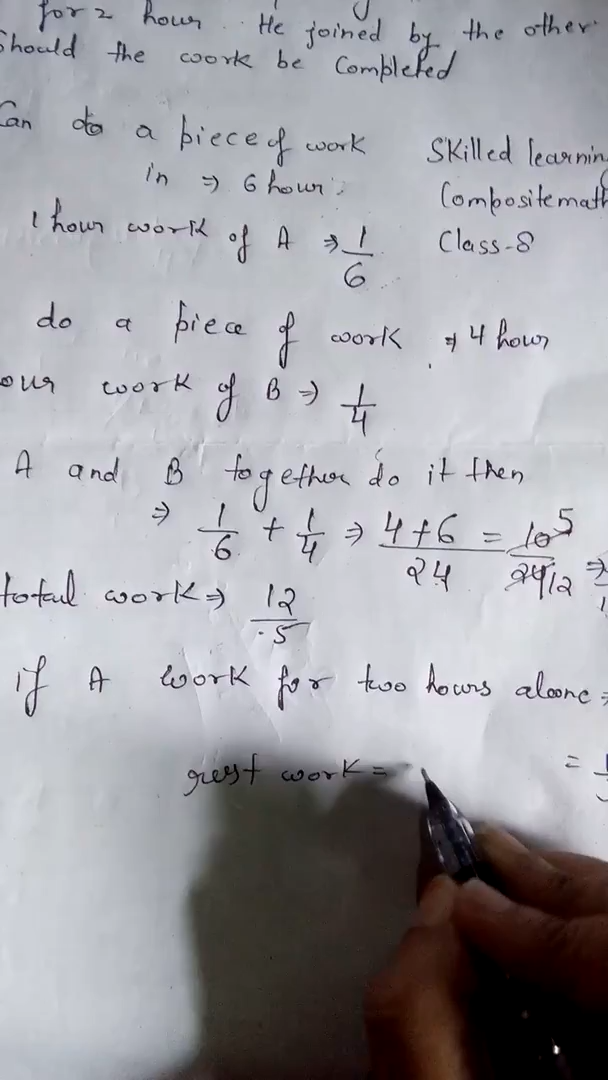 for 2 hour. He joined by the other
Should the work be Completed
Can do a piece of work
in ⇒ 6 hour.
Skilled learning
Compositemath
Class-8
1 hour work of A ⇒ 1/6
do a piece of work ⇒ 4 hour
our work of B ⇒ 1/4
A and B together do it then
⇒ 1/6 + 1/4 ⇒ 4+6/24 = 10/24 5/12 ⇒
total work ⇒ 12/5
if A work for two hours alone ⇒
= 1
rest work =